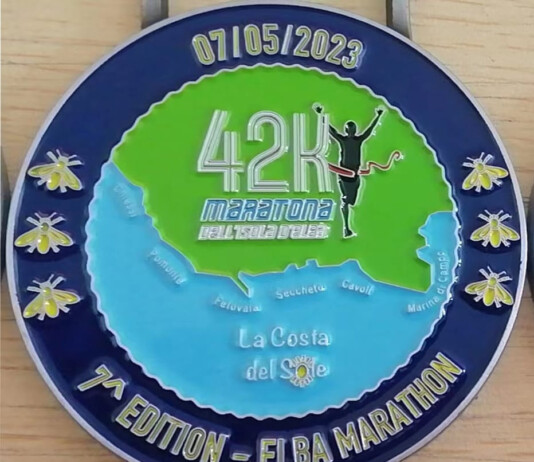 07/05/2023
42K
maratona
DELL'ISOLA D'ELBA
Chiessi
Pomonte
Fetovaia
Seccheto
Cavoli
Marina di Campo
La Costa
del Sole
7^ EDITION - ELBA MARATHON